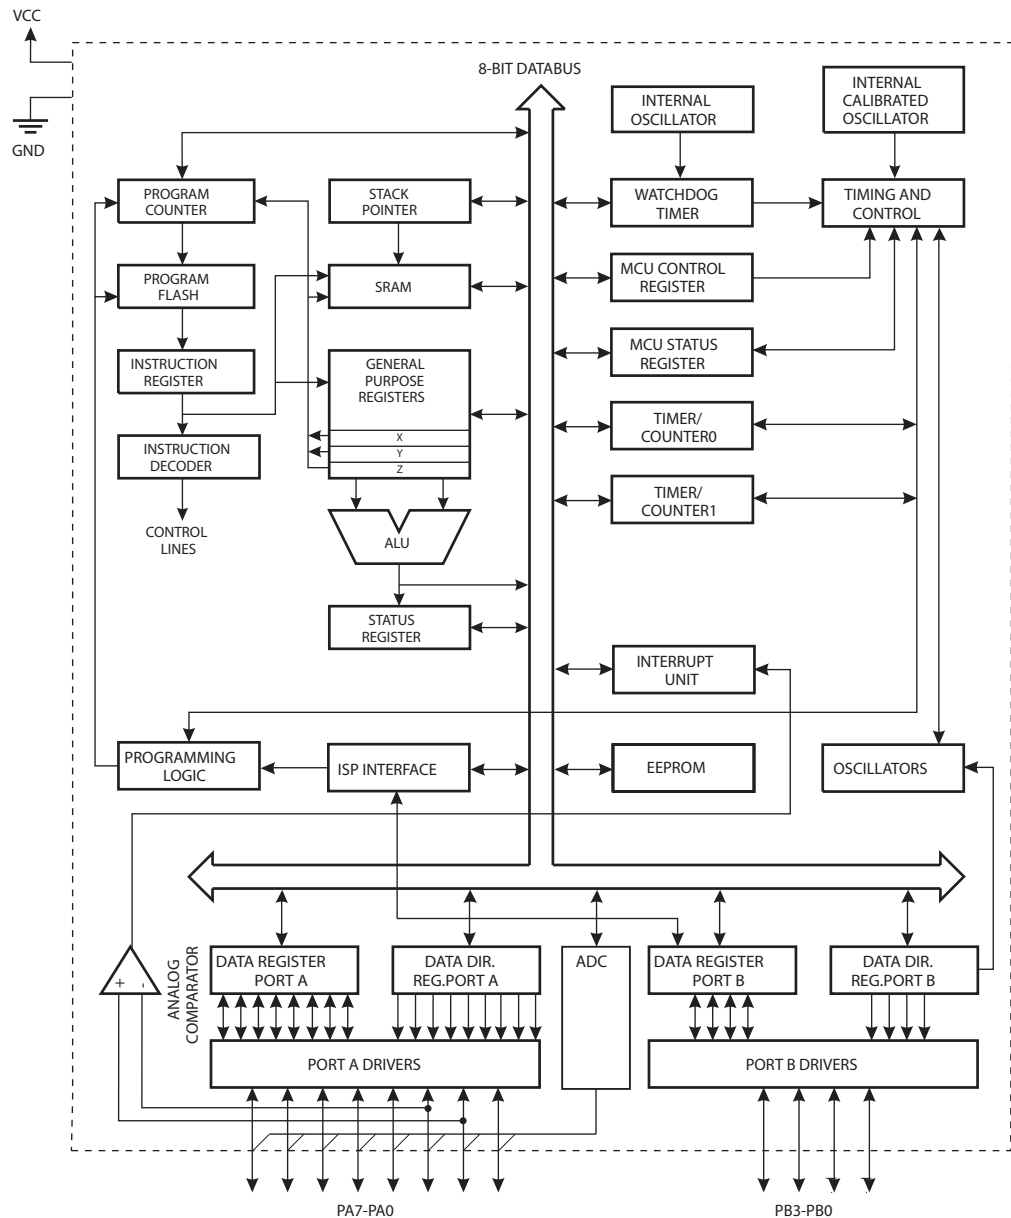 VCC
GND
8-BIT DATABUS
INTERNAL
OSCILLATOR
INTERNAL
CALIBRATED
OSCILLATOR
PROGRAM
COUNTER
STACK
POINTER
WATCHDOG
TIMER
TIMING AND
CONTROL
PROGRAM
FLASH
SRAM
MCU CONTROL
REGISTER
INSTRUCTION
REGISTER
GENERAL
PURPOSE
REGISTERS
X
Y
Z
MCU STATUS
REGISTER
INSTRUCTION
DECODER
TIMER/
COUNTER0
CONTROL
LINES
ALU
TIMER/
COUNTER1
STATUS
REGISTER
INTERRUPT
UNIT
PROGRAMMING
LOGIC
ISP INTERFACE
EEPROM
OSCILLATORS
ANALOG
COMPARATOR
+
-
DATA REGISTER
PORT A
DATA DIR.
REG.PORT A
ADC
DATA REGISTER
PORT B
DATA DIR.
REG.PORT B
PORT A DRIVERS
PORT B DRIVERS
PA7-PA0
PB3-PB0